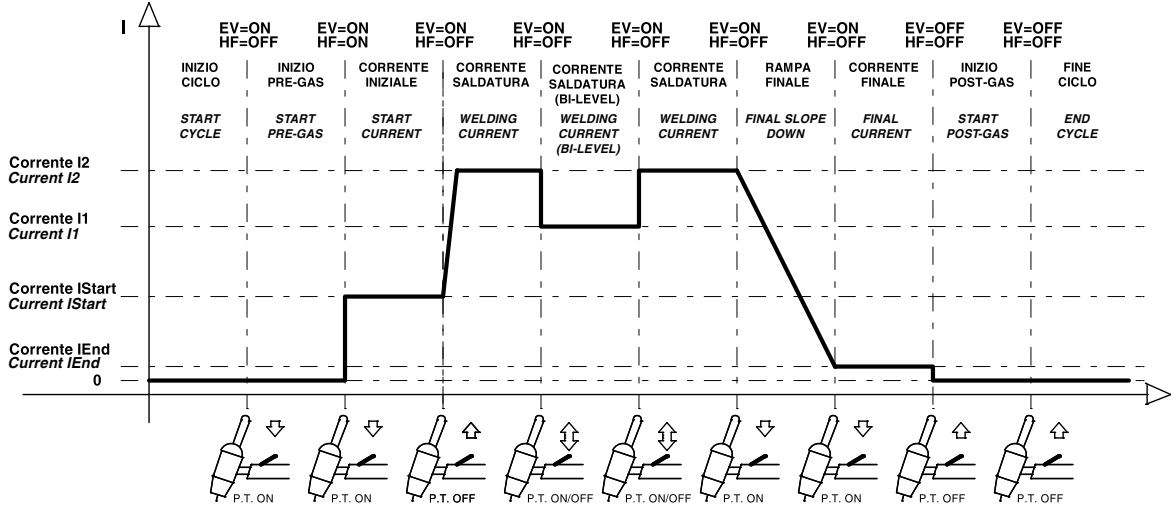 I
EV=ON EV=ON EV=ON EV=ON EV=ON EV=ON EV=ON EV=OFF EV=OFF
HF=OFF HF=ON HF=OFF HF=OFF HF=OFF HF=OFF HF=OFF HF=OFF HF=OFF
INIZIO CICLO
INIZIO PRE-GAS
CORRENTE INIZIALE
CORRENTE SALDATURA
CORRENTE SALDATURA (BI-LEVEL)
CORRENTE SALDATURA
RAMPA FINALE
CORRENTE FINALE
INIZIO POST-GAS
FINE CICLO
START CYCLE
START PRE-GAS
START CURRENT
WELDING CURRENT
WELDING CURRENT (BI-LEVEL)
WELDING CURRENT
FINAL SLOPE DOWN
FINAL CURRENT
START POST-GAS
END CYCLE
Corrente I2
Current I2
Corrente I1
Current I1
Corrente IStart
Current IStart
Corrente IEnd
Current IEnd
0
P.T. ON P.T. ON P.T. OFF P.T. ON/OFF P.T. ON/OFF P.T. ON P.T. ON P.T. OFF P.T. OFF